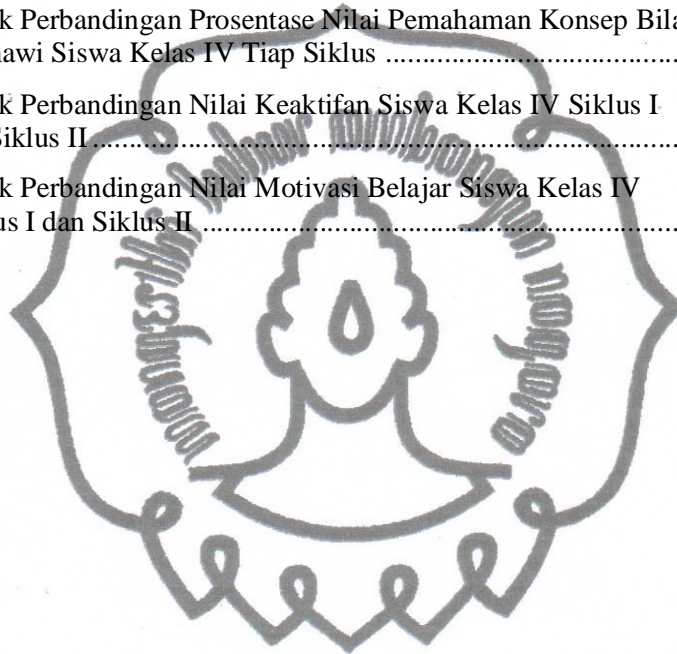 k Perbandingan Prosentase Nilai Pemahaman Konsep Bila
nawi Siswa Kelas IV Tiap Siklus ......................................
k Perbandingan Nilai Keaktifan Siswa Kelas IV Siklus I
Siklus II ...............................................................................................
k Perbandingan Nilai Motivasi Belajar Siswa Kelas IV
us I dan Siklus II ..............................................................................